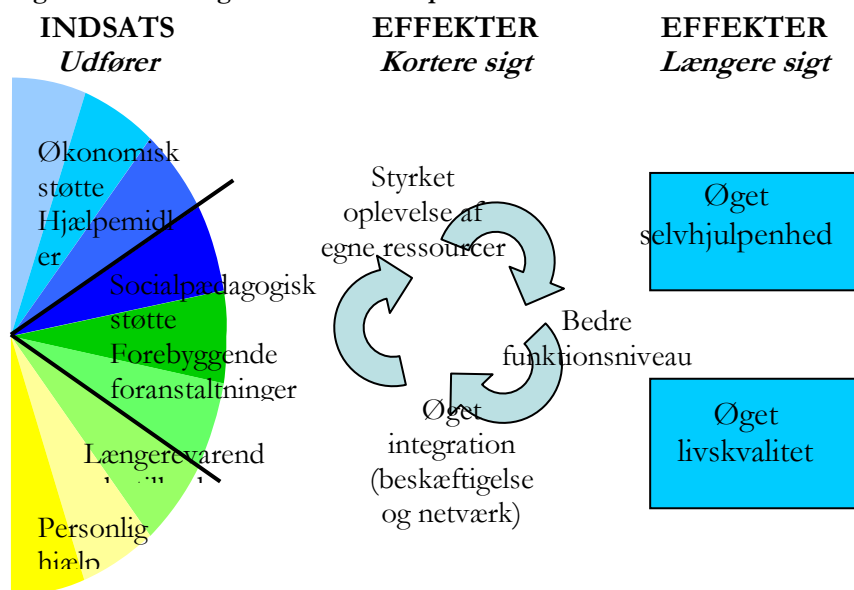 INDSATS
Udfører
Økonomisk
støtte
Hjælpemidl
er
Socialpædagogisk
støtte
Forebyggende
foranstaltninger
Længerevarend
Personlig
hjælp
EFFEKTER
Kortere sigt
Styrket
oplevelse af
egne ressourcer
Bedre
funktionsniveau
Øget
integration
(beskæftigelse
og netværk)
EFFEKTER
Længere sigt
Øget
selvhjulpenhed
Øget
livskvalitet